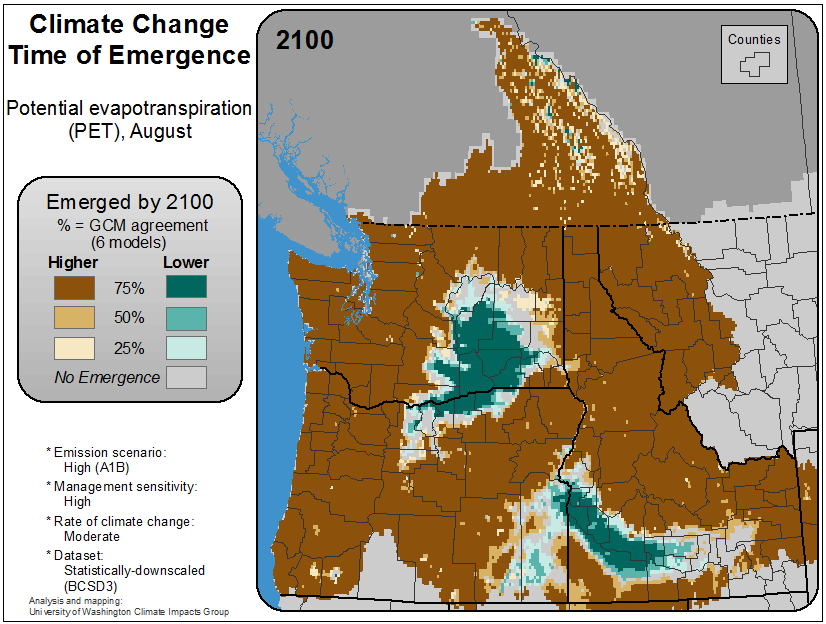 Climate Change
Time of Emergence
Potential evapotranspiration
(PET), August
Emerged by 2100
% = GCM agreement
(6 models)
Higher Lower
75%
50%
25%
No Emergence
* Emission scenario:
High (A1B)
* Management sensitivity:
High
* Rate of climate change:
Moderate
* Dataset:
Statistically-downscaled
(BCSD3)
Analysis and mapping:
University of Washington Climate Impacts Group
2100
Counties